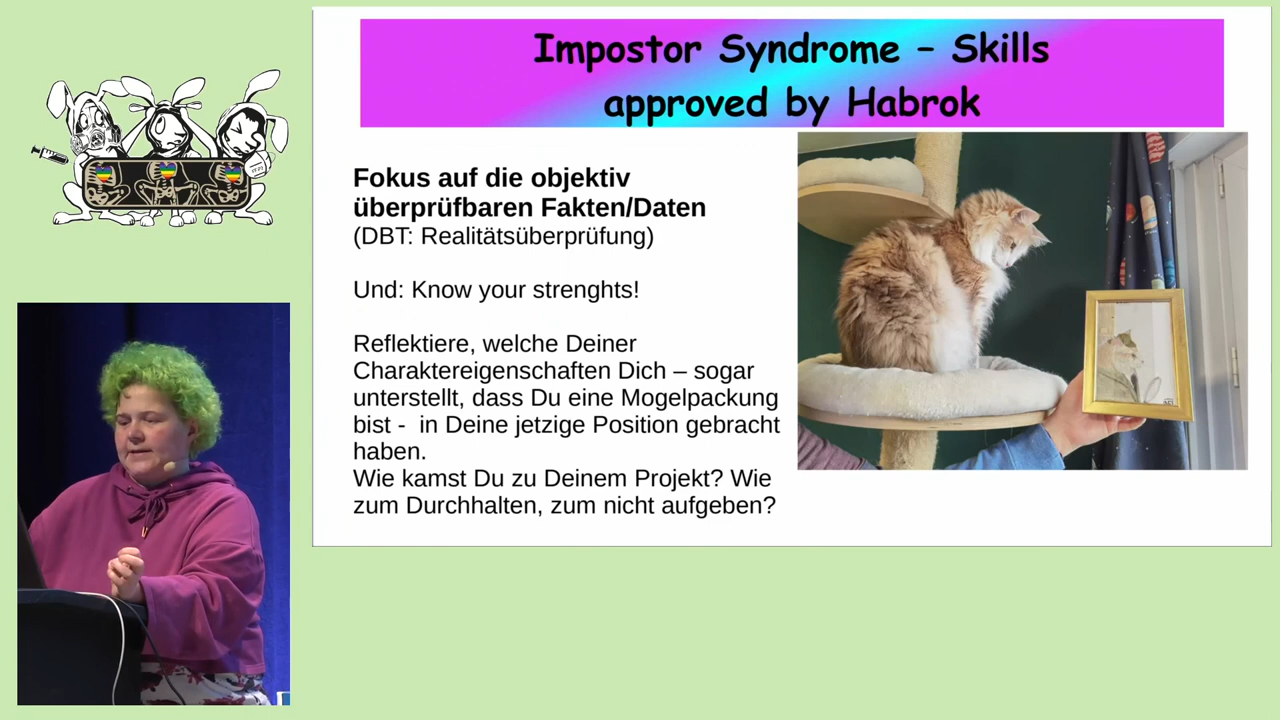 Impostor Syndrome – Skills
approved by Habrok
Fokus auf die objektiv
überprüfbaren Fakten/Daten
(DBT: Realitätsüberprüfung)
Und: Know your strenghts!
Reflektiere, welche Deiner
Charaktereigenschaften Dich – sogar
unterstellt, dass Du eine Mogelpackung
bist -  in Deine jetzige Position gebracht
haben.
Wie kamst Du zu Deinem Projekt? Wie
zum Durchhalten, zum nicht aufgeben?